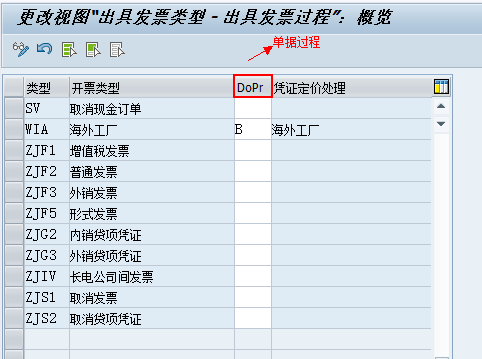 更改视图"出具发票类型 - 出具发票过程": 概览
单据过程
类型 开票类型 DoPr 凭证定价处理
SV 取消现金订单
WIA 海外工厂 B 海外工厂
ZJF1 增值税发票
ZJF2 普通发票
ZJF3 外销发票
ZJF5 形式发票
ZJG2 内销贷项凭证
ZJG3 外销贷项凭证
ZJIV 长电公司间发票
ZJS1 取消发票
ZJS2 取消贷项凭证